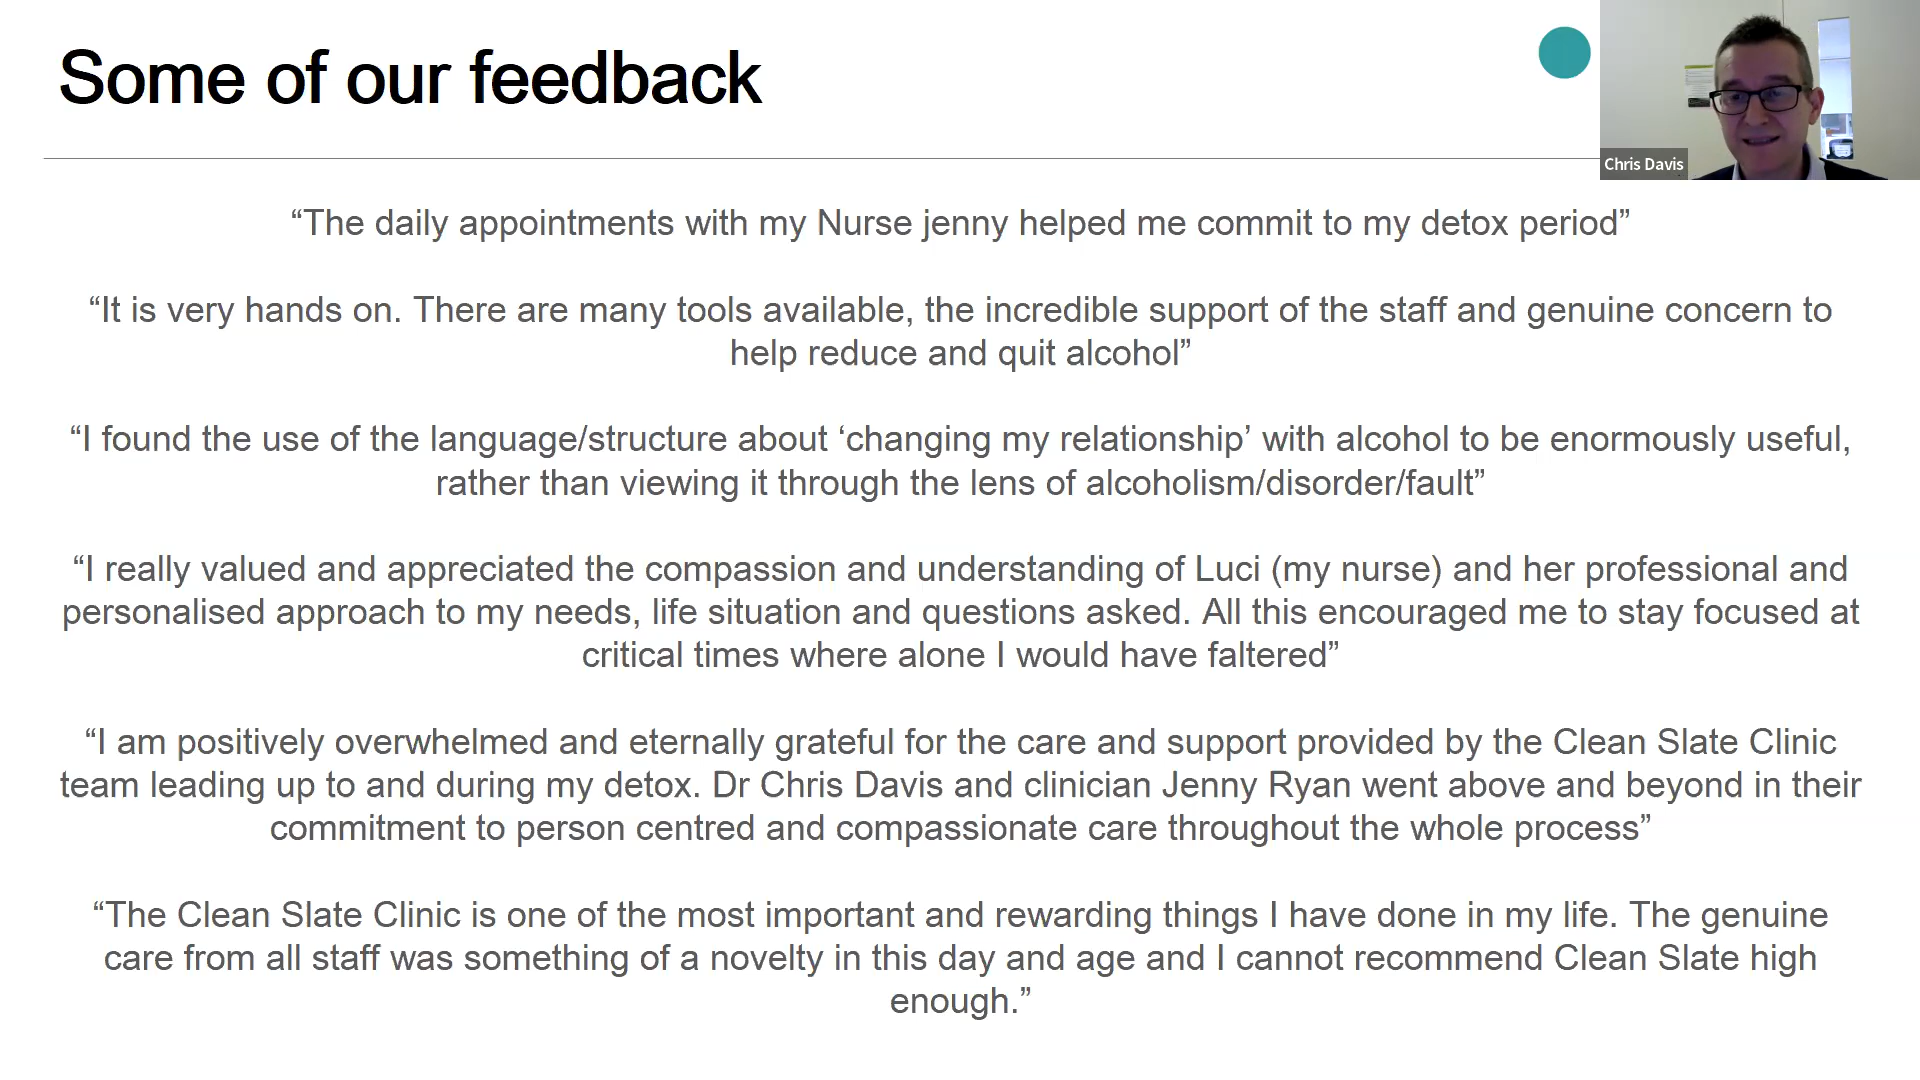 Some of our feedback
Chris Davis
“The daily appointments with my Nurse jenny helped me commit to my detox period”
“It is very hands on. There are many tools available, the incredible support of the staff and genuine concern to
help reduce and quit alcohol”
“I found the use of the language/structure about ‘changing my relationship’ with alcohol to be enormously useful,
rather than viewing it through the lens of alcoholism/disorder/fault”
“I really valued and appreciated the compassion and understanding of Luci (my nurse) and her professional and
personalised approach to my needs, life situation and questions asked. All this encouraged me to stay focused at
critical times where alone I would have faltered”
“I am positively overwhelmed and eternally grateful for the care and support provided by the Clean Slate Clinic
team leading up to and during my detox. Dr Chris Davis and clinician Jenny Ryan went above and beyond in their
commitment to person centred and compassionate care throughout the whole process”
“The Clean Slate Clinic is one of the most important and rewarding things I have done in my life. The genuine
care from all staff was something of a novelty in this day and age and I cannot recommend Clean Slate high
enough.”